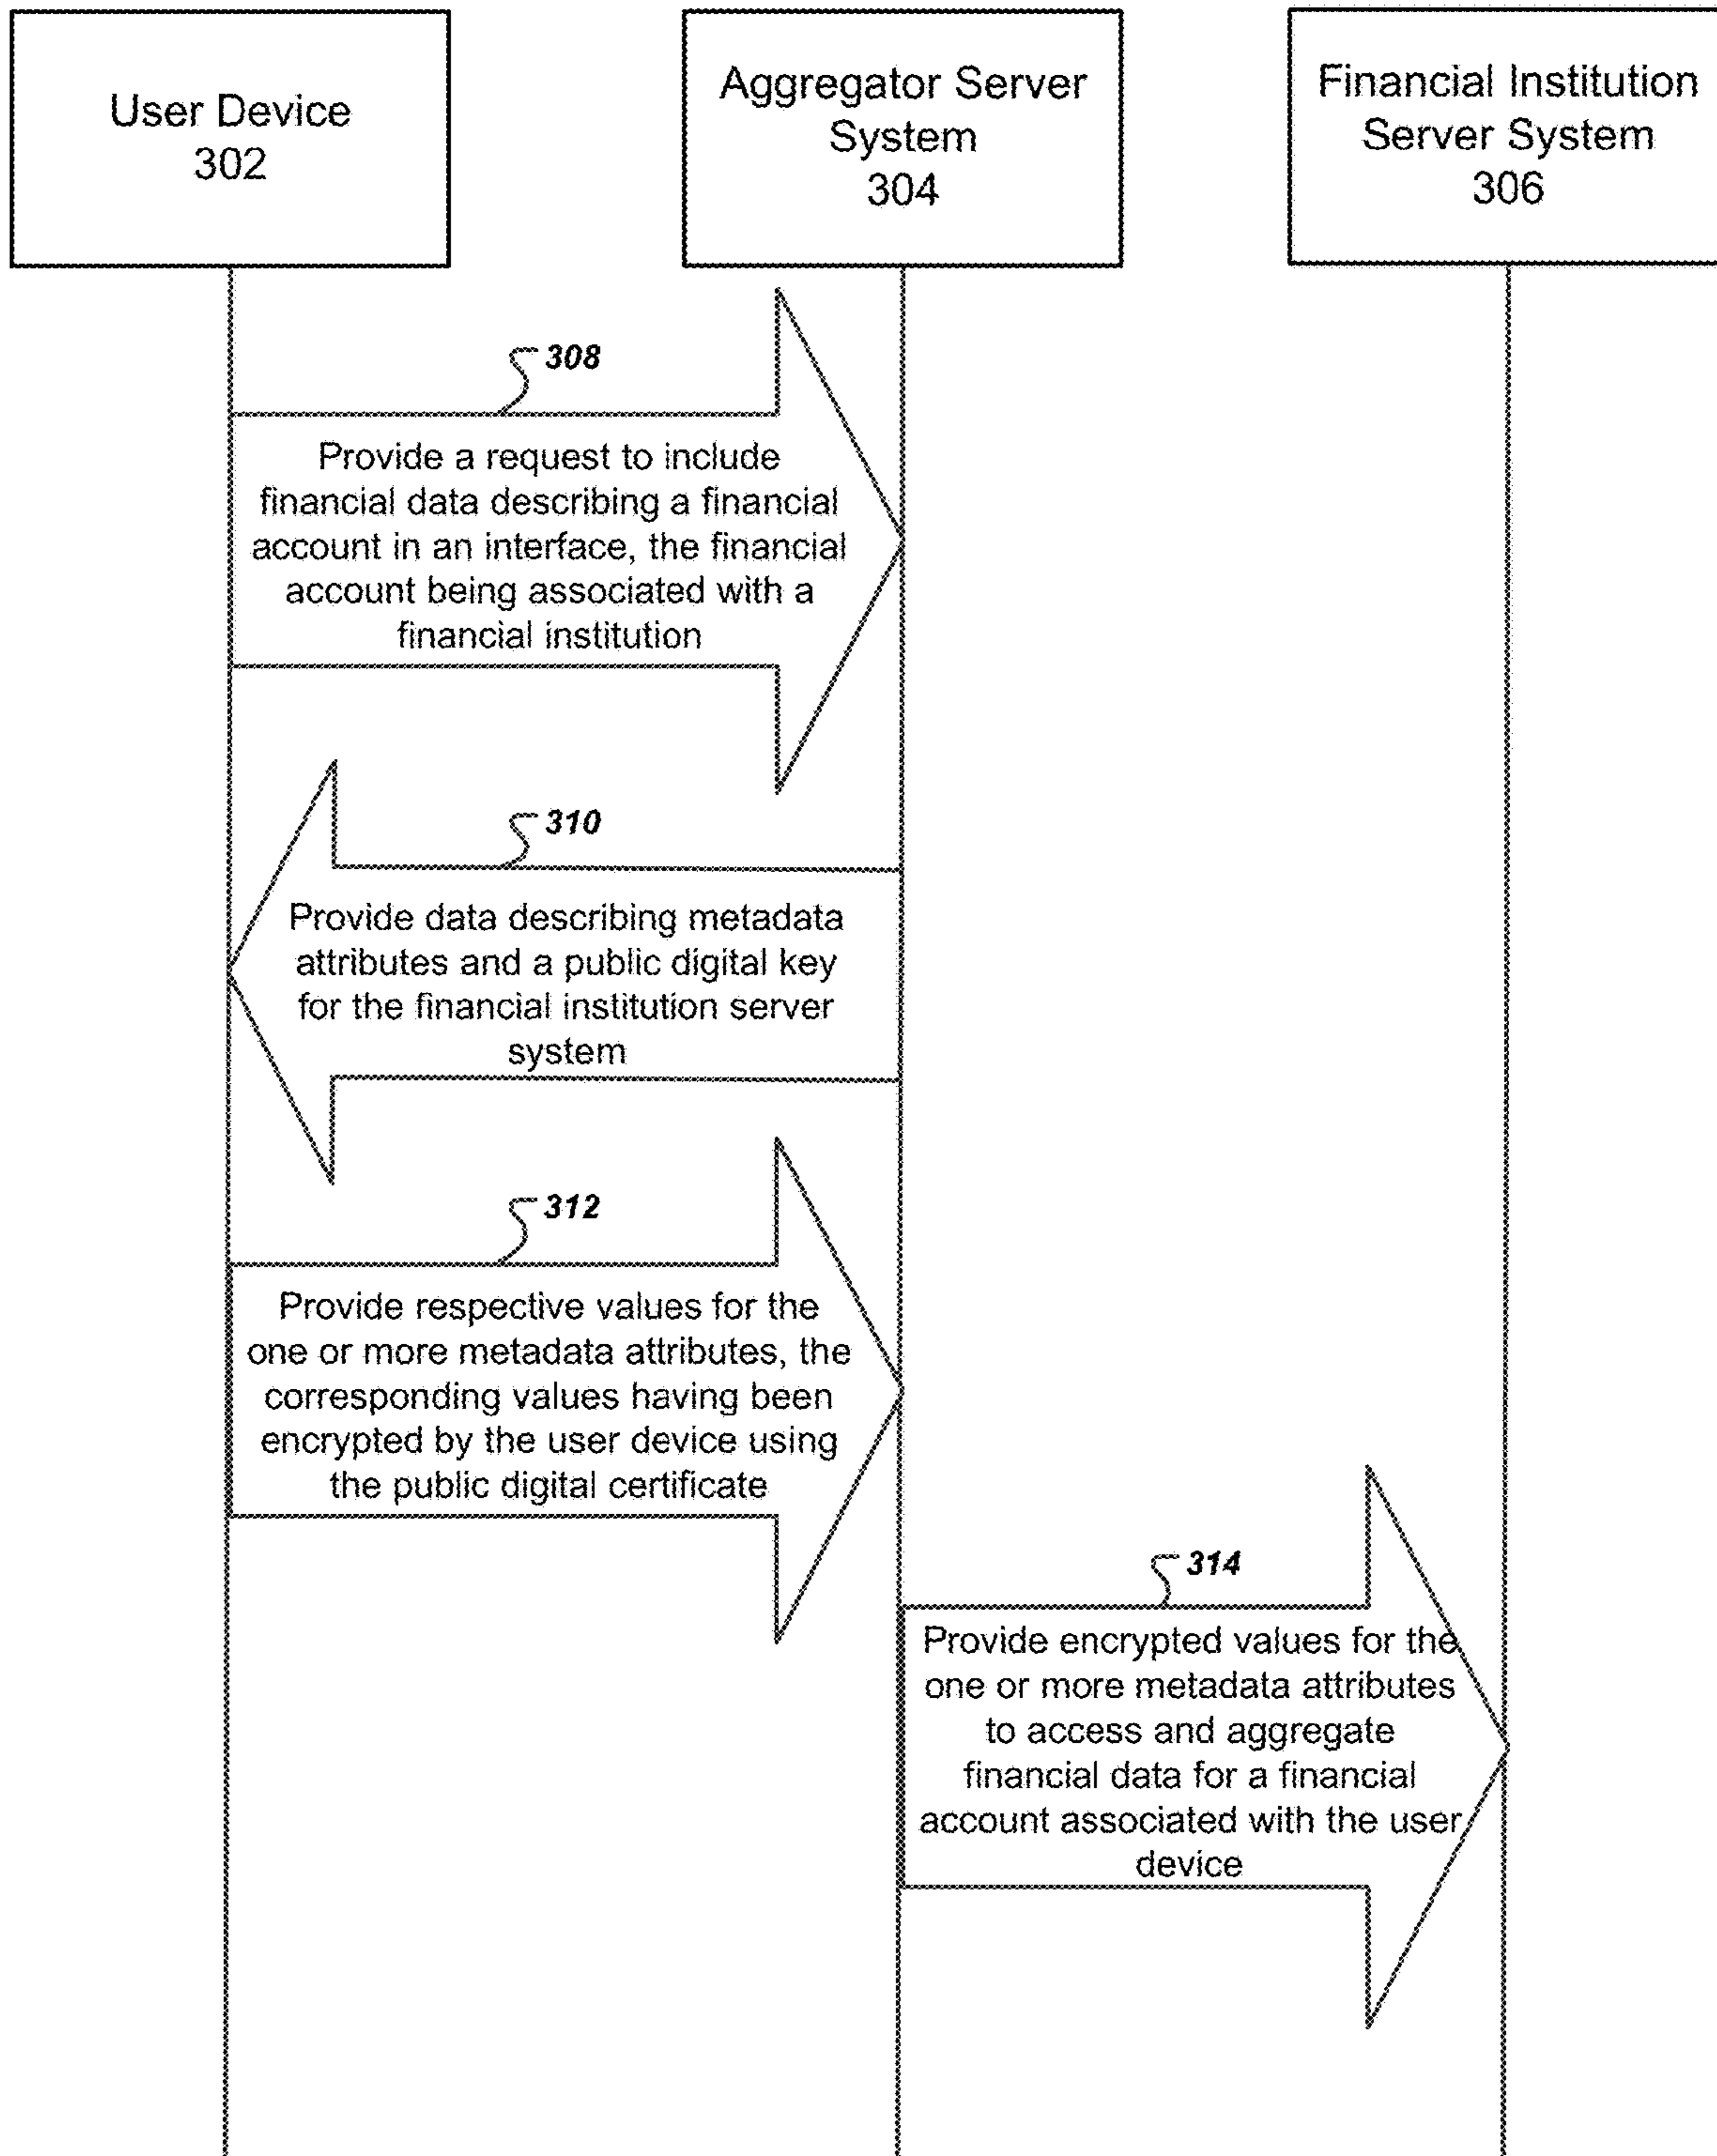 User Device
302
Aggregator Server
System
304
Financial Institution
Server System
306
308
Provide a request to include
financial data describing a financial
account in an interface, the financial
account being associated with a
financial institution
310
Provide data describing metadata
attributes and a public digital key
for the financial institution server
system
312
Provide respective values for the
one or more metadata attributes, the
corresponding values having been
encrypted by the user device using
the public digital certificate
314
Provide encrypted values for the
one or more metadata attributes
to access and aggregate
financial data for a financial
account associated with the user
device